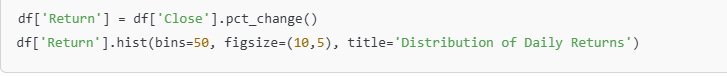 df['Return'] = df['Close'].pct_change()
df['Return'].hist(bins=50, figsize=(10,5), title='Distribution of Daily Returns')